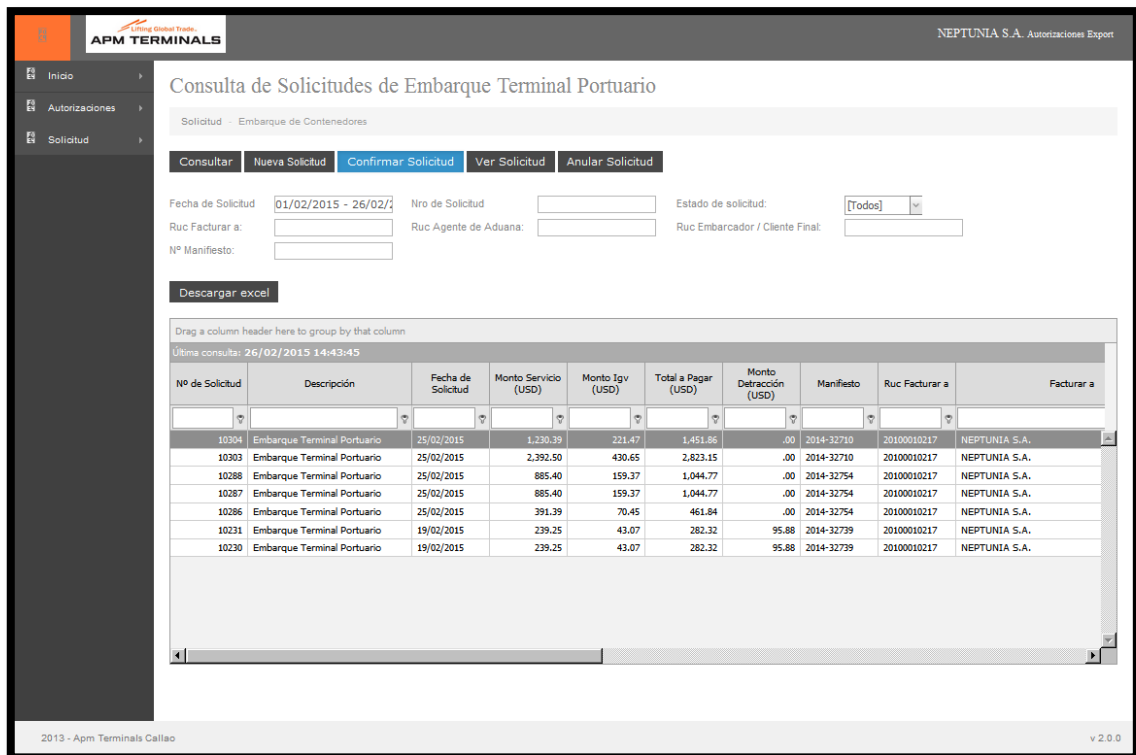 Lifting Global Trade.
APM TERMINALS
NEPTUNIA S.A. Autorizaciones Export
Inicio
Autorizaciones
Solicitud
Consulta de Solicitudes de Embarque Terminal Portuario
Solicitud - Embarque de Contenedores
Consultar Nueva Solicitud Confirmar Solicitud Ver Solicitud Anular Solicitud
Fecha de Solicitud 01/02/2015 - 26/02/2 Nro de Solicitud Estado de solicitud: [Todos]
Ruc Facturar a: Ruc Agente de Aduana: Ruc Embarcador / Cliente Final:
Nº Manifiesto:
Descargar excel
Drag a column header here to group by that column
Última consulta: 26/02/2015 14:43:45
Nº de Solicitud Descripción Fecha de Solicitud Monto Servicio (USD) Monto Igv (USD) Total a Pagar (USD) Monto Detracción (USD) Manifiesto Ruc Facturar a Facturar a
10304 Embarque Terminal Portuario 25/02/2015 1,230.39 221.47 1,451.86 .00 2014-32710 20100010217 NEPTUNIA S.A.
10303 Embarque Terminal Portuario 25/02/2015 2,392.50 430.65 2,823.15 .00 2014-32710 20100010217 NEPTUNIA S.A.
10288 Embarque Terminal Portuario 25/02/2015 885.40 159.37 1,044.77 .00 2014-32754 20100010217 NEPTUNIA S.A.
10287 Embarque Terminal Portuario 25/02/2015 885.40 159.37 1,044.77 .00 2014-32754 20100010217 NEPTUNIA S.A.
10286 Embarque Terminal Portuario 25/02/2015 391.39 70.45 461.84 .00 2014-32754 20100010217 NEPTUNIA S.A.
10231 Embarque Terminal Portuario 19/02/2015 239.25 43.07 282.32 95.88 2014-32739 20100010217 NEPTUNIA S.A.
10230 Embarque Terminal Portuario 19/02/2015 239.25 43.07 282.32 95.88 2014-32739 20100010217 NEPTUNIA S.A.
2013 - Apm Terminals Callao v 2.0.0